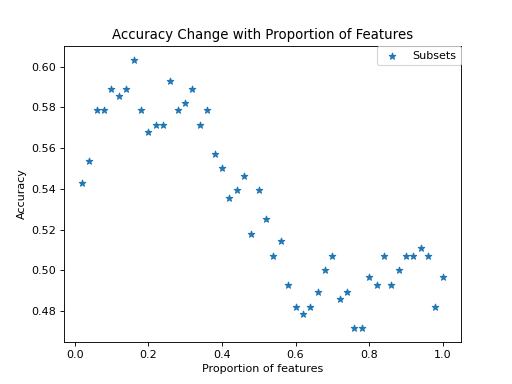 Accuracy Change with Proportion of Features
Subsets
0.60
0.58
0.56
0.54
0.52
0.50
0.48
Accuracy
0.0 0.2 0.4 0.6 0.8 1.0
Proportion of features